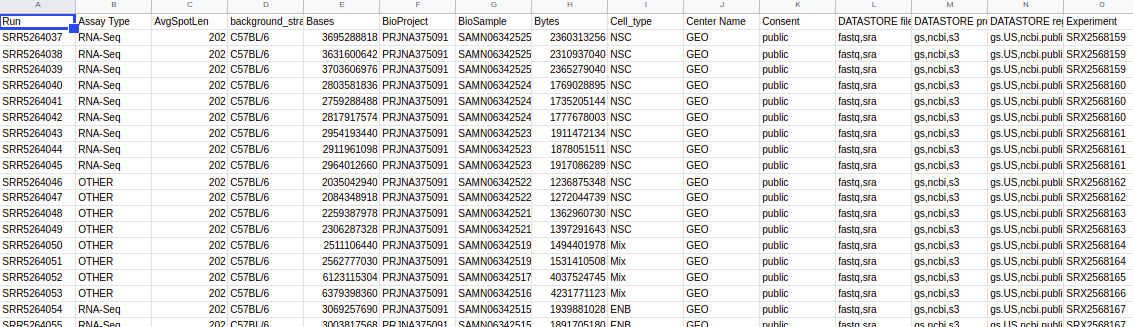 A B C D E F G H I J K L M N O
Run Assay Type AvgSpotLen background_stra Bases BioProject BioSample Bytes Cell_type Center Name Consent DATASTORE file DATASTORE pro DATASTORE reg Experiment
SRR5264037 RNA-Seq 202 C57BL/6 3695288818 PRJNA375091 SAMN06342525 2360313256 NSC GEO public fastq,sra gs,ncbi,s3 gs.US,ncbi.publi SRX2568159
SRR5264038 RNA-Seq 202 C57BL/6 3631600642 PRJNA375091 SAMN06342525 2310937040 NSC GEO public fastq,sra gs,ncbi,s3 gs.US,ncbi.publi SRX2568159
SRR5264039 RNA-Seq 202 C57BL/6 3703606976 PRJNA375091 SAMN06342525 2365279040 NSC GEO public fastq,sra gs,ncbi,s3 gs.US,ncbi.publi SRX2568159
SRR5264040 RNA-Seq 202 C57BL/6 2803581836 PRJNA375091 SAMN06342524 1769028895 NSC GEO public fastq,sra gs,ncbi,s3 gs.US,ncbi.publi SRX2568160
SRR5264041 RNA-Seq 202 C57BL/6 2759288488 PRJNA375091 SAMN06342524 1735205144 NSC GEO public fastq,sra gs,ncbi,s3 gs.US,ncbi.publi SRX2568160
SRR5264042 RNA-Seq 202 C57BL/6 2817917574 PRJNA375091 SAMN06342524 1777678003 NSC GEO public fastq,sra gs,ncbi,s3 gs.US,ncbi.publi SRX2568160
SRR5264043 RNA-Seq 202 C57BL/6 2954193440 PRJNA375091 SAMN06342523 1911472134 NSC GEO public fastq,sra gs,ncbi,s3 gs.US,ncbi.publi SRX2568161
SRR5264044 RNA-Seq 202 C57BL/6 2911961098 PRJNA375091 SAMN06342523 1878051511 NSC GEO public fastq,sra gs,ncbi,s3 gs.US,ncbi.publi SRX2568161
SRR5264045 RNA-Seq 202 C57BL/6 2964012660 PRJNA375091 SAMN06342523 1917086289 NSC GEO public fastq,sra gs,ncbi,s3 gs.US,ncbi.publi SRX2568161
SRR5264046 OTHER 202 C57BL/6 2035042940 PRJNA375091 SAMN06342522 1236875348 NSC GEO public fastq,sra gs,ncbi,s3 gs.US,ncbi.publi SRX2568162
SRR5264047 OTHER 202 C57BL/6 2084348918 PRJNA375091 SAMN06342522 1272044739 NSC GEO public fastq,sra gs,ncbi,s3 gs.US,ncbi.publi SRX2568162
SRR5264048 OTHER 202 C57BL/6 2259387978 PRJNA375091 SAMN06342521 1362960730 NSC GEO public fastq,sra gs,ncbi,s3 gs.US,ncbi.publi SRX2568163
SRR5264049 OTHER 202 C57BL/6 2306287328 PRJNA375091 SAMN06342521 1397291643 NSC GEO public fastq,sra gs,ncbi,s3 gs.US,ncbi.publi SRX2568163
SRR5264050 OTHER 202 C57BL/6 2511106440 PRJNA375091 SAMN06342519 1494401978 Mix GEO public fastq,sra gs,ncbi,s3 gs.US,ncbi.publi SRX2568164
SRR5264051 OTHER 202 C57BL/6 2562777030 PRJNA375091 SAMN06342519 1531410508 Mix GEO public fastq,sra gs,ncbi,s3 gs.US,ncbi.publi SRX2568164
SRR5264052 OTHER 202 C57BL/6 6123115304 PRJNA375091 SAMN06342517 4037524745 Mix GEO public fastq,sra gs,ncbi,s3 gs.US,ncbi.publi SRX2568165
SRR5264053 OTHER 202 C57BL/6 6379398360 PRJNA375091 SAMN06342516 4231771123 Mix GEO public fastq,sra gs,ncbi,s3 gs.US,ncbi.publi SRX2568166
SRR5264054 RNA-Seq 202 C57BL/6 3069257690 PRJNA375091 SAMN06342515 1939881028 ENB GEO public fastq,sra gs,ncbi,s3 gs.US,ncbi.publi SRX2568167
SRR5264055 RNA-Seq 202 C57BL/6 3003817568 PRJNA375091 SAMN06342515 1891705180 ENB GEO public fastq,sra gs,ncbi,s3 gs.US,ncbi.publi SRX2568167